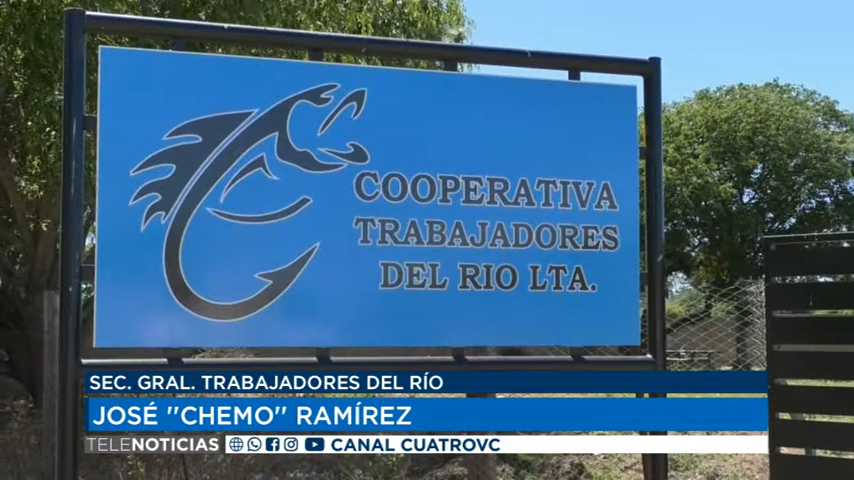 COOPERATIVA
TRABAJADORES
DEL RIO LTA.
SEC. GRAL. TRABAJADORES DEL RÍO
JOSÉ "CHEMO" RAMÍREZ
TELENOTICIAS CANAL CUATROVC